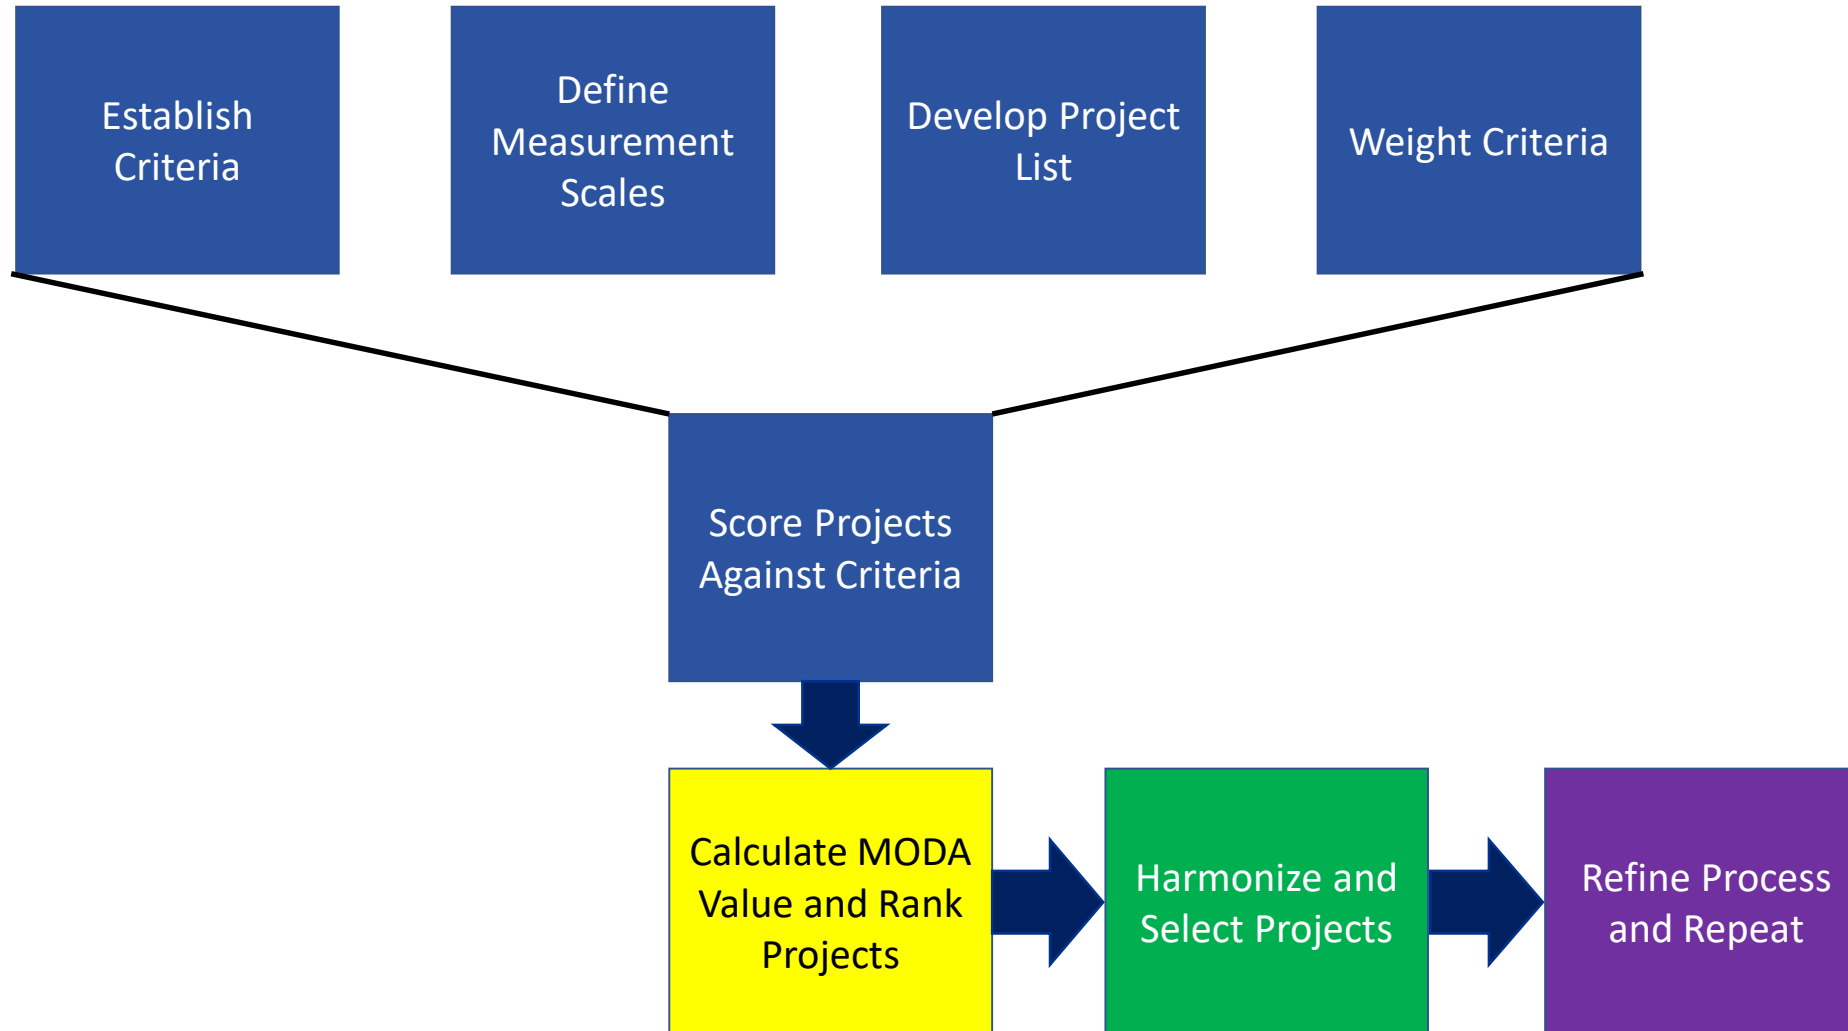 Establish
Criteria
Define
Measurement
Scales
Develop Project
List
Weight Criteria
Score Projects
Against Criteria
Calculate MODA
Value and Rank
Projects
Harmonize and
Select Projects
Refine Process
and Repeat